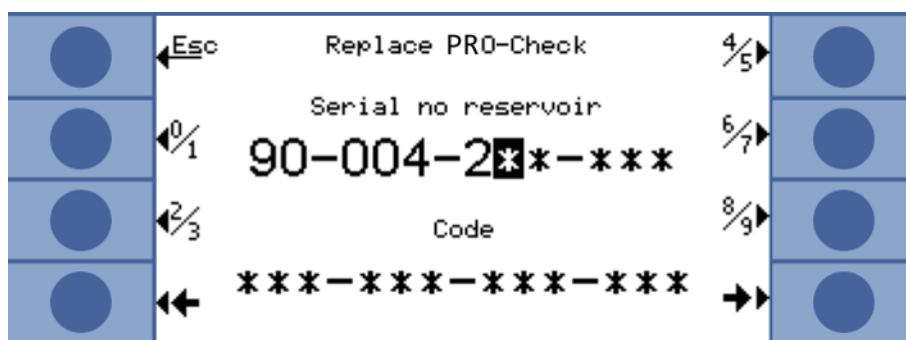 Esc Replace PRO-Check 4/5
Serial no reservoir
0/1 90-004-2**-*** 6/7
2/3 Code 8/9
***-***-***-***